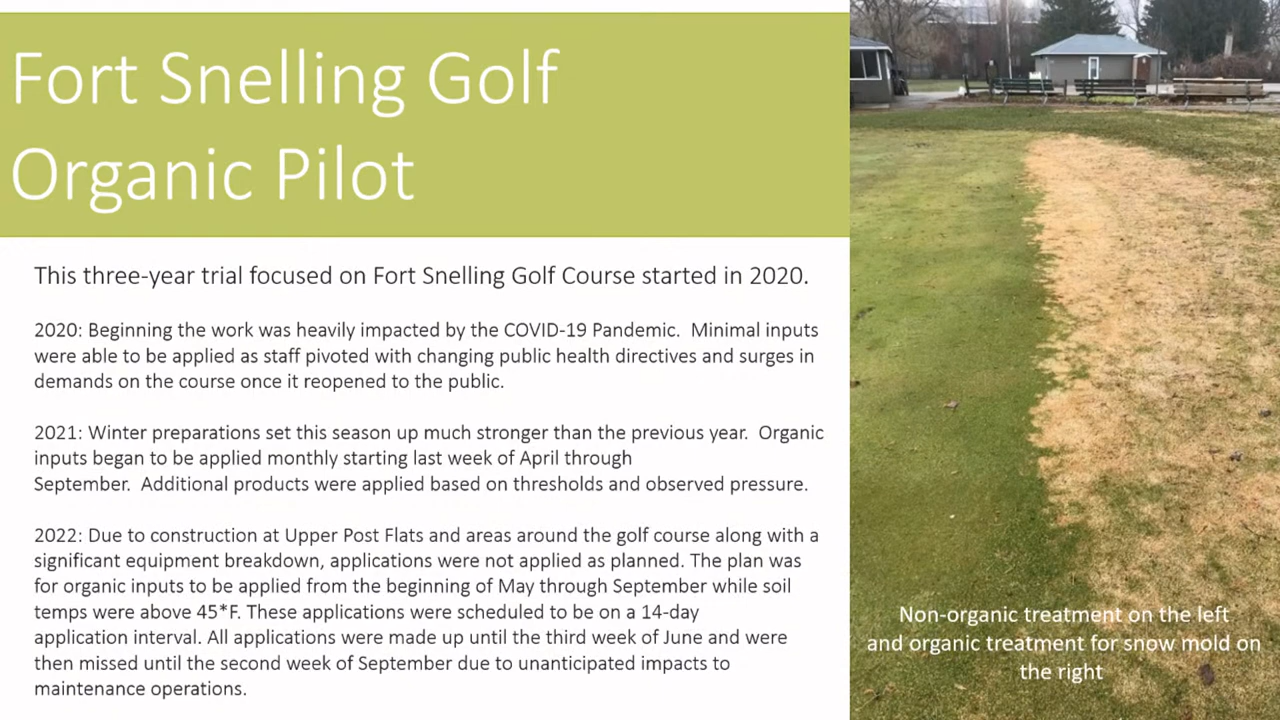 Fort Snelling Golf
Organic Pilot
This three-year trial focused on Fort Snelling Golf Course started in 2020.
2020: Beginning the work was heavily impacted by the COVID-19 Pandemic.  Minimal inputs
were able to be applied as staff pivoted with changing public health directives and surges in
demands on the course once it reopened to the public.
2021: Winter preparations set this season up much stronger than the previous year.  Organic
inputs began to be applied monthly starting last week of April through
September.  Additional products were applied based on thresholds and observed pressure.
2022: Due to construction at Upper Post Flats and areas around the golf course along with a
significant equipment breakdown, applications were not applied as planned. The plan was
for organic inputs to be applied from the beginning of May through September while soil
temps were above 45*F. These applications were scheduled to be on a 14-day
application interval. All applications were made up until the third week of June and were
then missed until the second week of September due to unanticipated impacts to
maintenance operations.
Non-organic treatment on the left
and organic treatment for snow mold on
the right